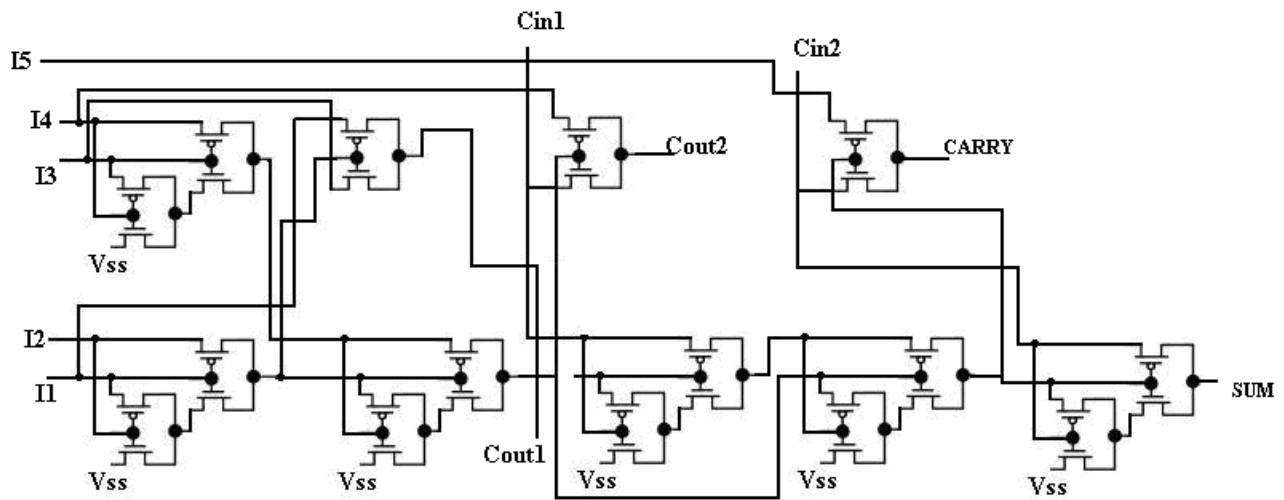 Cin1
Cin2
I5
I4
I3
Cout2
CARRY
Vss
I2
I1
SUM
Vss
Vss
Cout1
Vss
Vss
Vss